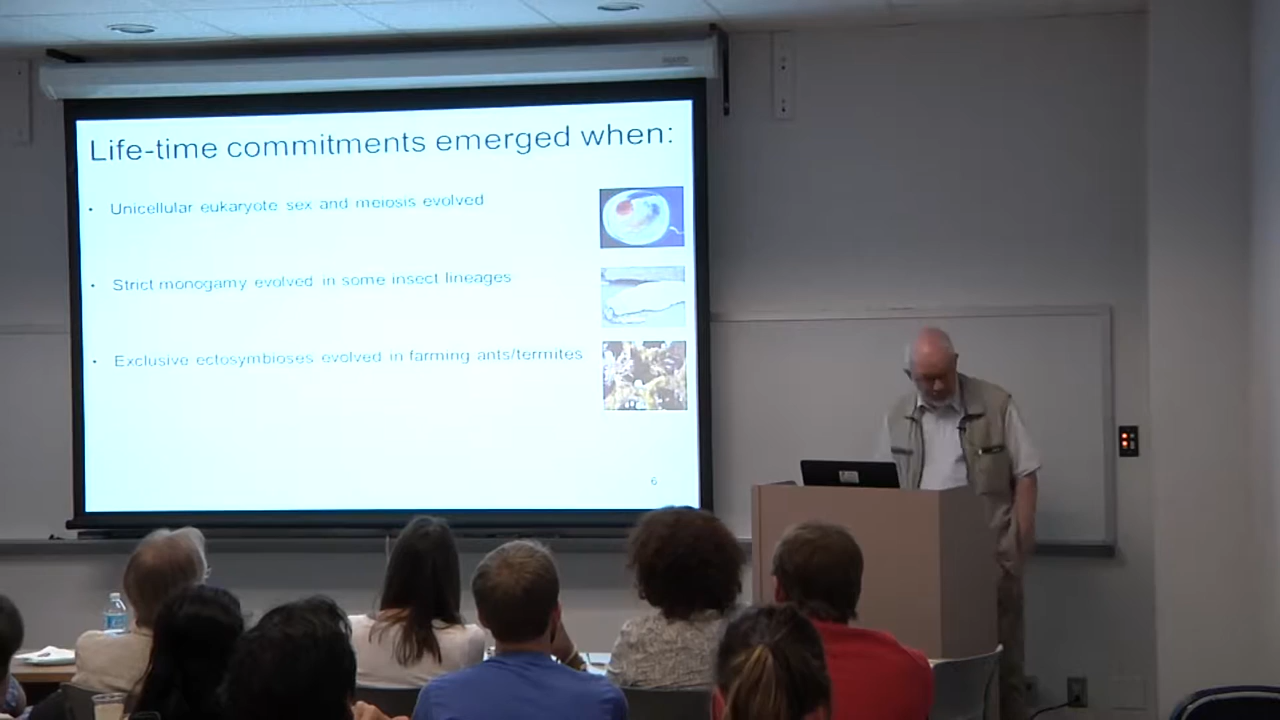 Life-time commitments emerged when:
• Unicellular eukaryote sex and meiosis evolved
• Strict monogamy evolved in some insect lineages
• Exclusive ectosymbioses evolved in farming ants/termites
6